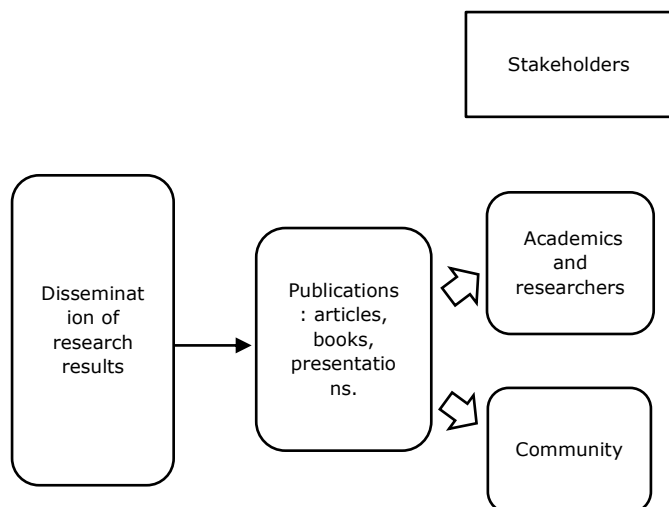 Stakeholders
Disseminat
ion of
research
results
Publications
: articles,
books,
presentatio
ns.
Academics
and
researchers
Community